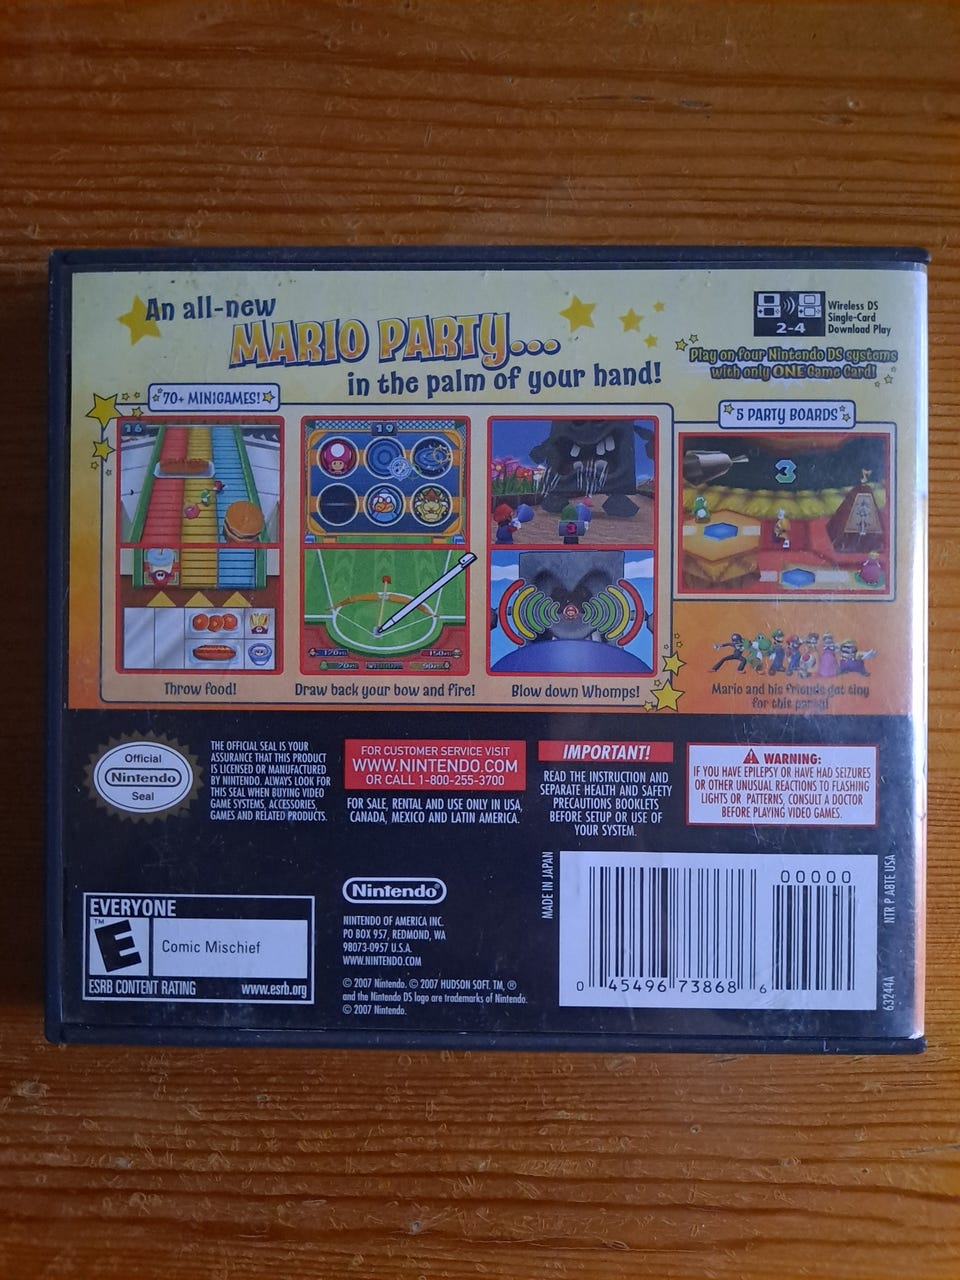 An all-new
MARIO PARTY...
in the palm of your hand!
2-4
Wireless DS
Single-Card
Download Play
Play on four Nintendo DS systems
with only ONE Game Card!
70+ MINIGAMES!
5 PARTY BOARDS
16
19
3
3
Throw food!
Draw back your bow and fire!
Blow down Whomps!
Mario and his friends get tiny
for this party!
Official
Nintendo
Seal
THE OFFICIAL SEAL IS YOUR
ASSURANCE THAT THIS PRODUCT
IS LICENSED OR MANUFACTURED
BY NINTENDO. ALWAYS LOOK FOR
THIS SEAL WHEN BUYING VIDEO
GAME SYSTEMS, ACCESSORIES,
GAMES AND RELATED PRODUCTS.
FOR CUSTOMER SERVICE VISIT
WWW.NINTENDO.COM
OR CALL 1-800-255-3700
FOR SALE, RENTAL AND USE ONLY IN USA,
CANADA, MEXICO AND LATIN AMERICA.
IMPORTANT!
READ THE INSTRUCTION AND
SEPARATE HEALTH AND SAFETY
PRECAUTIONS BOOKLETS
BEFORE SETUP OR USE OF
YOUR SYSTEM.
WARNING:
IF YOU HAVE EPILEPSY OR HAVE HAD SEIZURES
OR OTHER UNUSUAL REACTIONS TO FLASHING
LIGHTS OR PATTERNS, CONSULT A DOCTOR
BEFORE PLAYING VIDEO GAMES.
EVERYONE
E
TM
Comic Mischief
ESRB CONTENT RATING www.esrb.org
Nintendo®
NINTENDO OF AMERICA INC.
PO BOX 957, REDMOND, WA
98073-0957 U.S.A.
WWW.NINTENDO.COM
© 2007 Nintendo. © 2007 HUDSON SOFT. TM, ®
and the Nintendo DS logo are trademarks of Nintendo.
© 2007 Nintendo.
MADE IN JAPAN
00000
0 45496 73868 6
NTR P A8TE USA
63244A